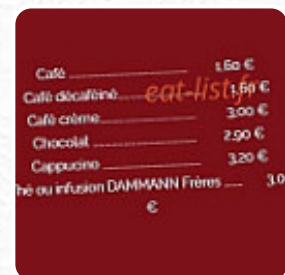 Café ............ 1.60 €
Café décaféiné ............ 1.60 €
eat-list.fr
Café crème ............ 3.00 €
Chocolat ............ 2.90 €
Cappucino ............ 3.20 €
hé ou infusion DAMMANN Frères ..... 3.0
€